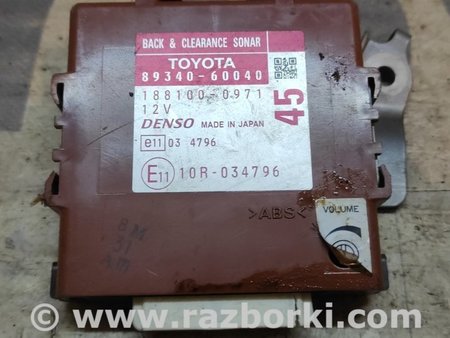 BACK & CLEARANCE SONAR
TOYOTA
89340-60040
188100-0971
12V
45
DENSO MADE IN JAPAN
e11 03 4796
E11 10R-034796
>ABS<
VOLUME
www.razborki.com